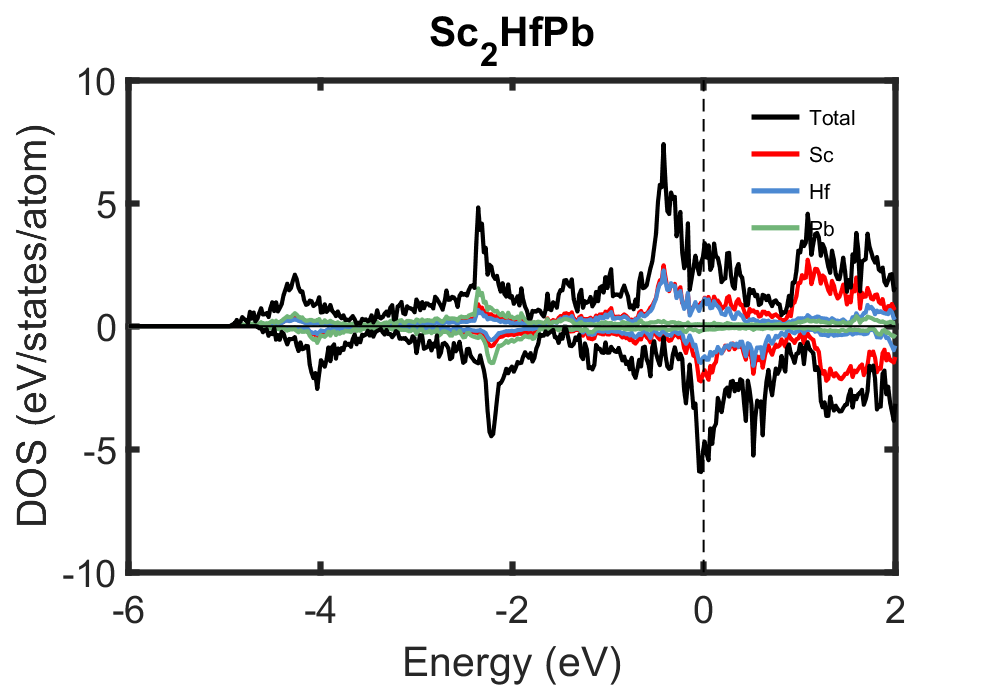 Sc2HfPb
10
5
0
-5
-10
DOS (eV/states/atom)
Total
Sc
Hf
Pb
-6 -4 -2 0 2
Energy (eV)